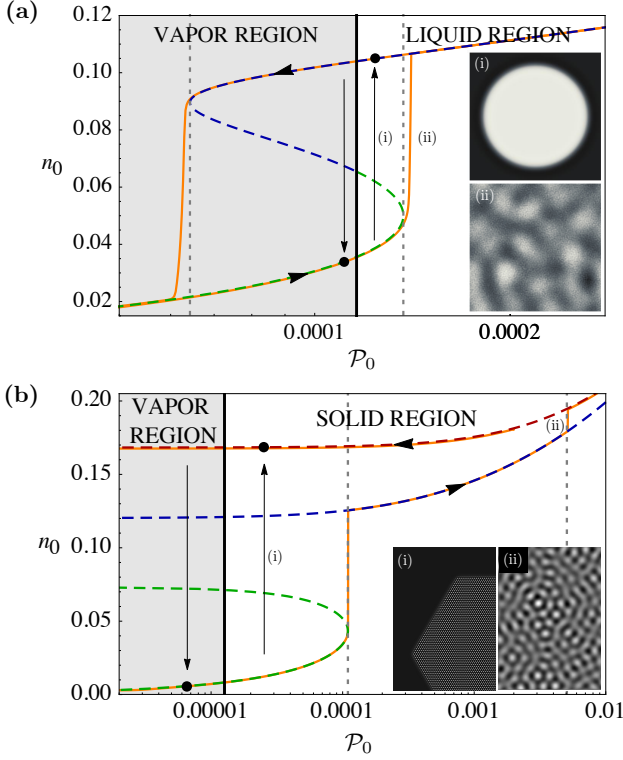 (a)
VAPOR REGION
LIQUID REGION
0.12
0.10
0.08
0.06
0.04
0.02
n₀
(i)
(ii)
(i)
(ii)
0.0001
0.0002
𝒫₀
(b)
VAPOR
REGION
SOLID REGION
0.20
0.15
0.10
0.05
0.00
n₀
(ii)
(i)
(i)
(ii)
0.00001
0.0001
0.001
0.01
𝒫₀